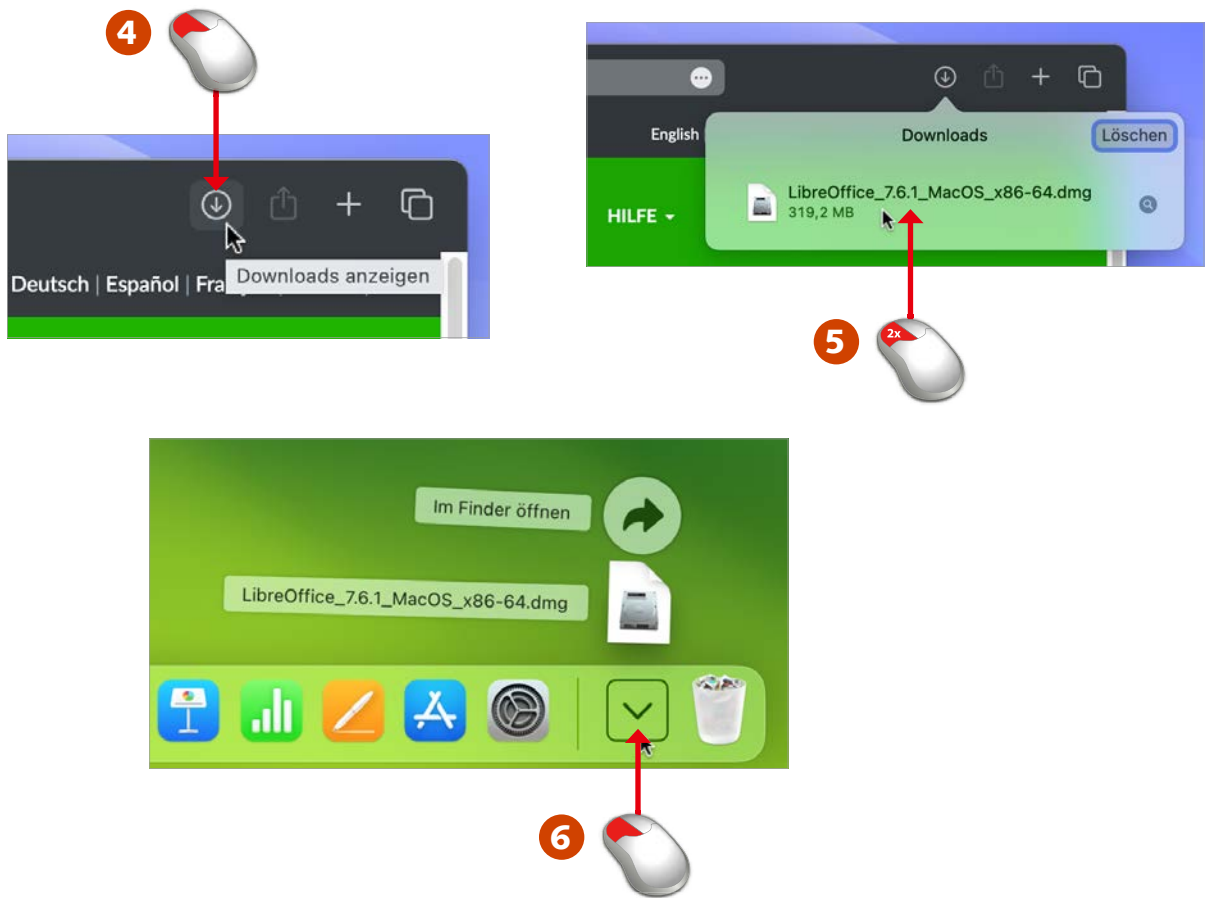 4
Deutsch | Español | Fra
Downloads anzeigen
English
Downloads
Löschen
HILFE
LibreOffice_7.6.1_MacOS_x86-64.dmg
319,2 MB
5
2x
Im Finder öffnen
LibreOffice_7.6.1_MacOS_x86-64.dmg
6